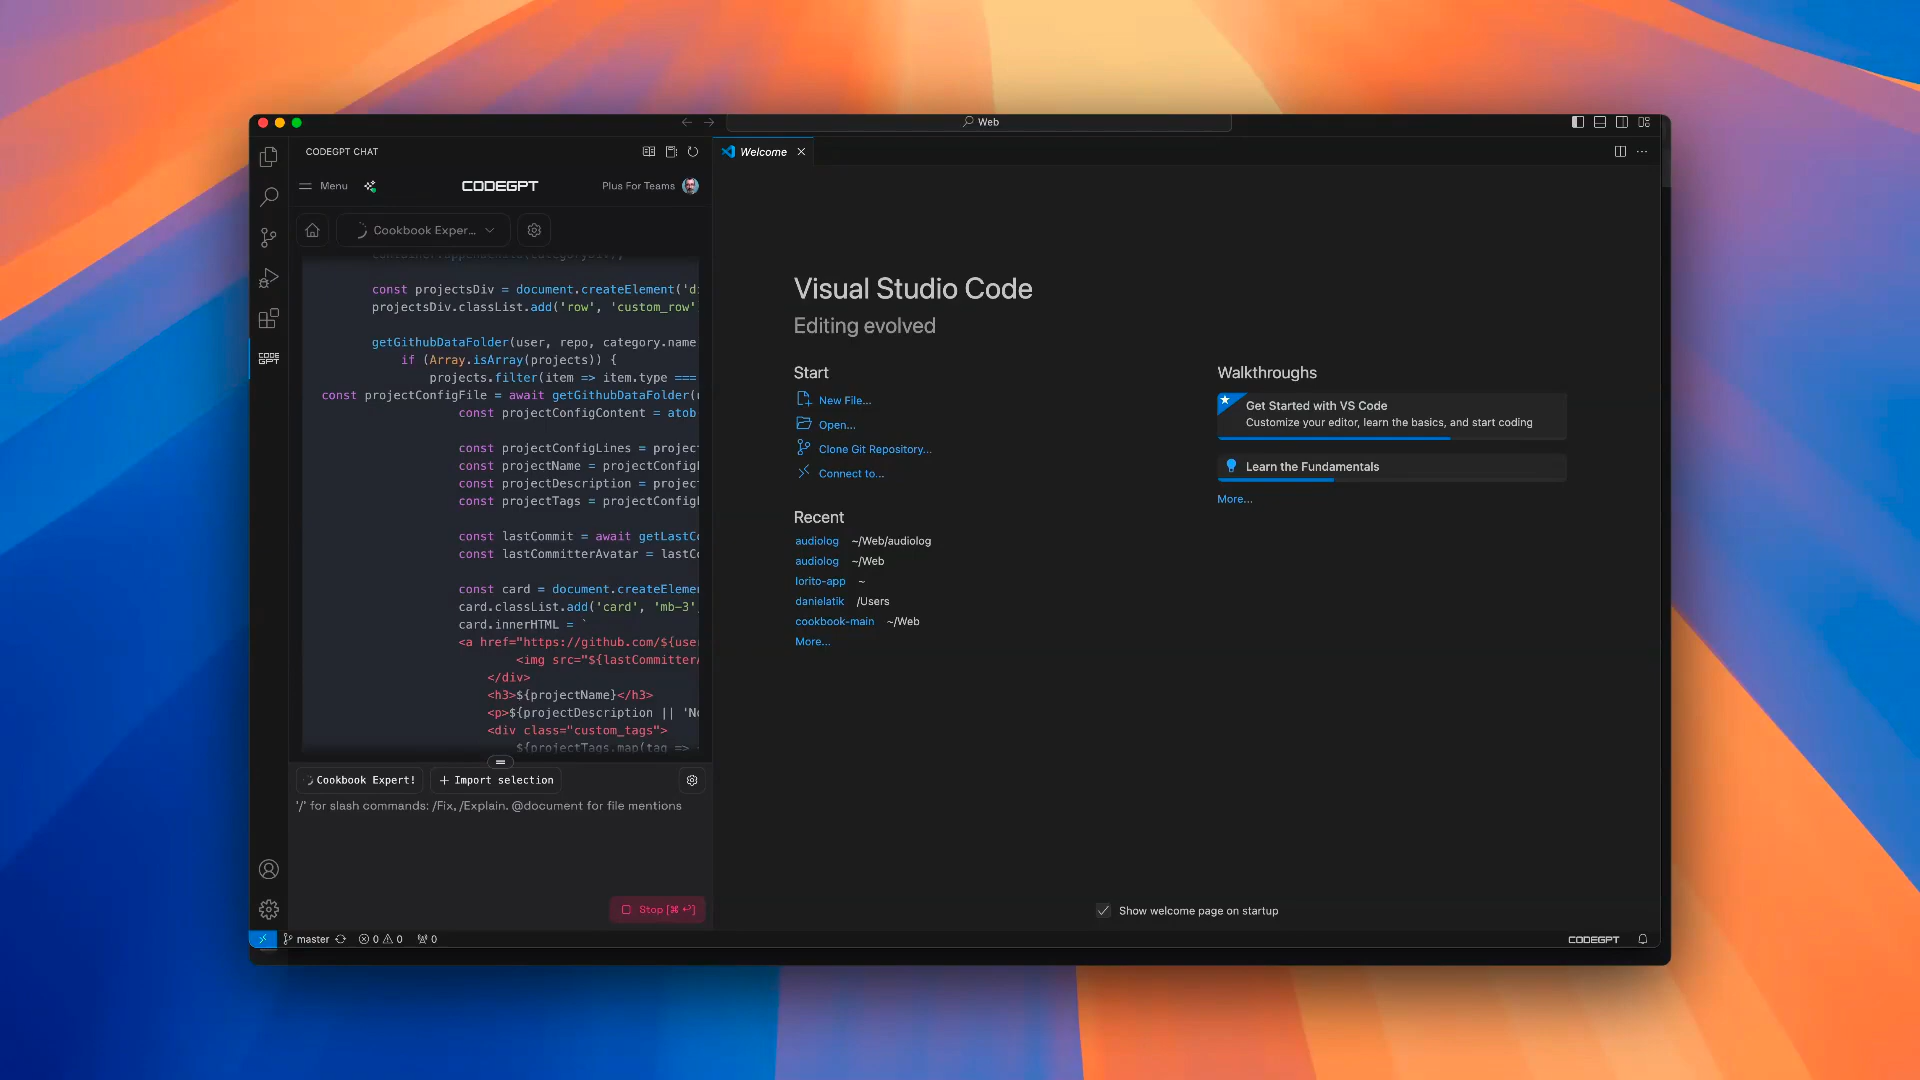 Web
CODEGPT CHAT
Menu
CODEGPT
Plus For Teams
Cookbook Exper...
const projectsDiv = document.createElement('d
projectsDiv.classList.add('row', 'custom_row'
getGithubDataFolder(user, repo, category.name
if (Array.isArray(projects)) {
projects.filter(item => item.type ===
const projectConfigFile = await getGithubDataFolder(
const projectConfigContent = atob
const projectConfigLines = projec
const projectName = projectConfig
const projectDescription = projec
const projectTags = projectConfig
const lastCommit = await getLastC
const lastCommitterAvatar = lastC
const card = document.createEleme
card.classList.add('card', 'mb-3'
card.innerHTML = `
<a href="https://github.com/${use
<img src="${lastCommitter
</div>
<h3>${projectName}</h3>
<p>${projectDescription || 'N
<div class="custom_tags">
${projectTags.map(tag =>
Cookbook Expert!
+ Import selection
'/' for slash commands: /Fix, /Explain. @document for file mentions
Stop [⌘ ↩]
CODE
GPT
Welcome
Visual Studio Code
Editing evolved
Start
New File...
Open...
Clone Git Repository...
Connect to...
Recent
audiolog ~/Web/audiolog
audiolog ~/Web
lorito-app ~
danielatik /Users
cookbook-main ~/Web
More...
Walkthroughs
Get Started with VS Code
Customize your editor, learn the basics, and start coding
Learn the Fundamentals
More...
Show welcome page on startup
master
0 0
0
CODEGPT